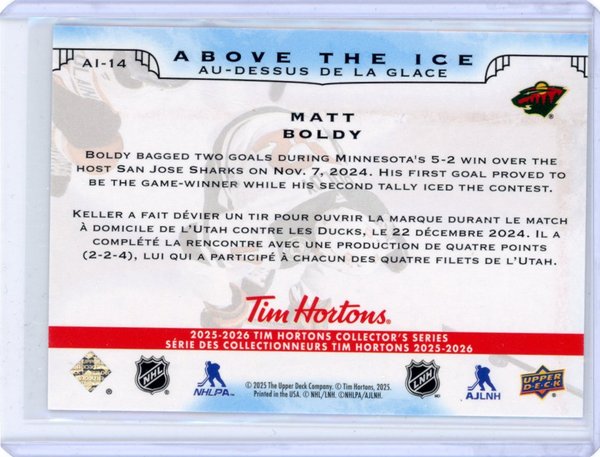 AI-14
ABOVE THE ICE
AU-DESSUS DE LA GLACE
MATT
BOLDY
BOLDY BAGGED TWO GOALS DURING MINNESOTA'S 5-2 WIN OVER THE
HOST SAN JOSE SHARKS ON NOV. 7, 2024. HIS FIRST GOAL PROVED TO
BE THE GAME-WINNER WHILE HIS SECOND TALLY ICED THE CONTEST.
KELLER A FAIT DÉVIER UN TIR POUR OUVRIR LA MARQUE DURANT LE MATCH
À DOMICILE DE L'UTAH CONTRE LES DUCKS, LE 22 DÉCEMBRE 2024. IL A
COMPLÉTÉ LA RENCONTRE AVEC UNE PRODUCTION DE QUATRE POINTS
(2-2-4), LUI QUI A PARTICIPÉ À CHACUN DES QUATRE FILETS DE L'UTAH.
Tim Hortons®
2025-2026 TIM HORTONS COLLECTOR'S SERIES
SÉRIE DES COLLECTIONNEURS TIM HORTONS 2025-2026
NHL
NHLPA™
© 2025 The Upper Deck Company. © Tim Hortons, 2025.
Printed in the USA. © NHL/LNH. ©NHLPA/AJLNH.
LNH
AJLNH
UPPER
DECK